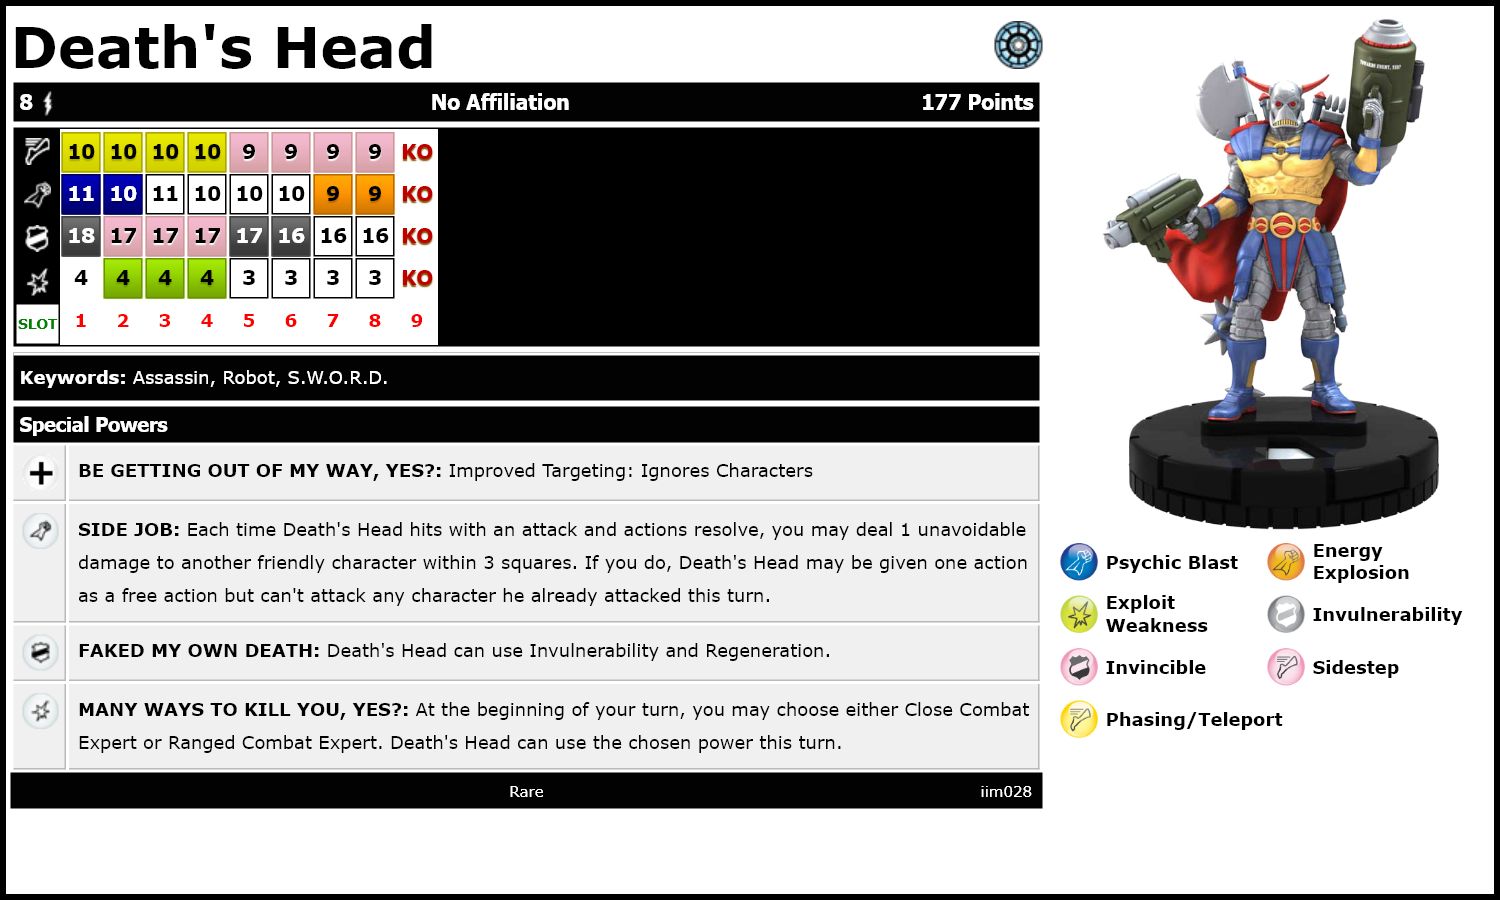 Death's Head
8 No Affiliation 177 Points
10 10 10 10 9 9 9 9 KO
11 10 11 10 10 10 9 9 KO
18 17 17 17 17 16 16 16 KO
4 4 4 4 3 3 3 3 KO
SLOT 1 2 3 4 5 6 7 8 9
Keywords: Assassin, Robot, S.W.O.R.D.
Special Powers
BE GETTING OUT OF MY WAY, YES?: Improved Targeting: Ignores Characters
SIDE JOB: Each time Death's Head hits with an attack and actions resolve, you may deal 1 unavoidable
damage to another friendly character within 3 squares. If you do, Death's Head may be given one action
as a free action but can't attack any character he already attacked this turn.
FAKED MY OWN DEATH: Death's Head can use Invulnerability and Regeneration.
MANY WAYS TO KILL YOU, YES?: At the beginning of your turn, you may choose either Close Combat
Expert or Ranged Combat Expert. Death's Head can use the chosen power this turn.
Rare iim028
Psychic Blast
Energy
Explosion
Exploit
Weakness
Invulnerability
Invincible
Sidestep
Phasing/Teleport